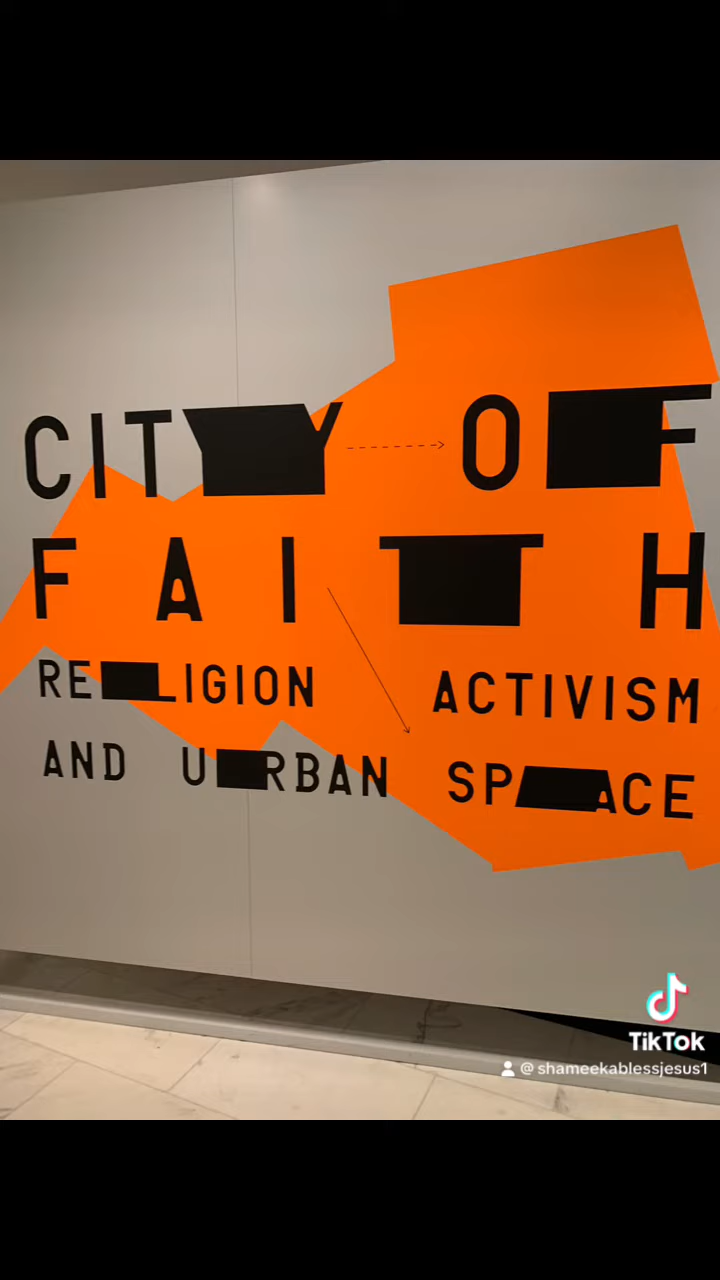 CITY OF
FAITH
RELIGION ACTIVISM
AND URBAN SPACE
TikTok
@shameekablessjesus1